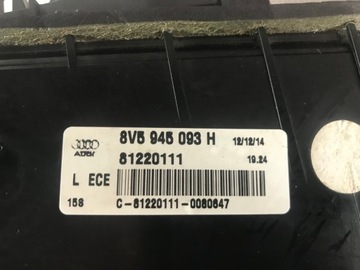 8V5 945 093 H 12/12/14
Audi 81220111 19.24
L ECE
158 C-81220111-0080647